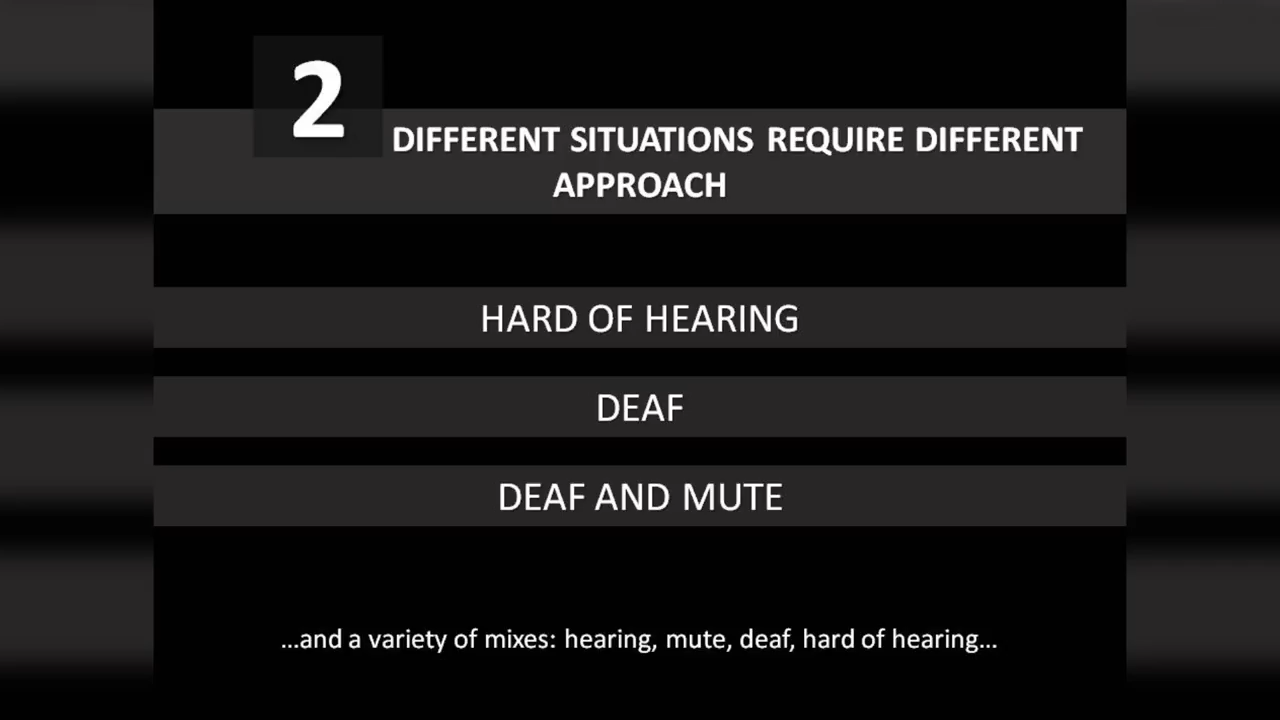 2
DIFFERENT SITUATIONS REQUIRE DIFFERENT
APPROACH
HARD OF HEARING
DEAF
DEAF AND MUTE
...and a variety of mixes: hearing, mute, deaf, hard of hearing...